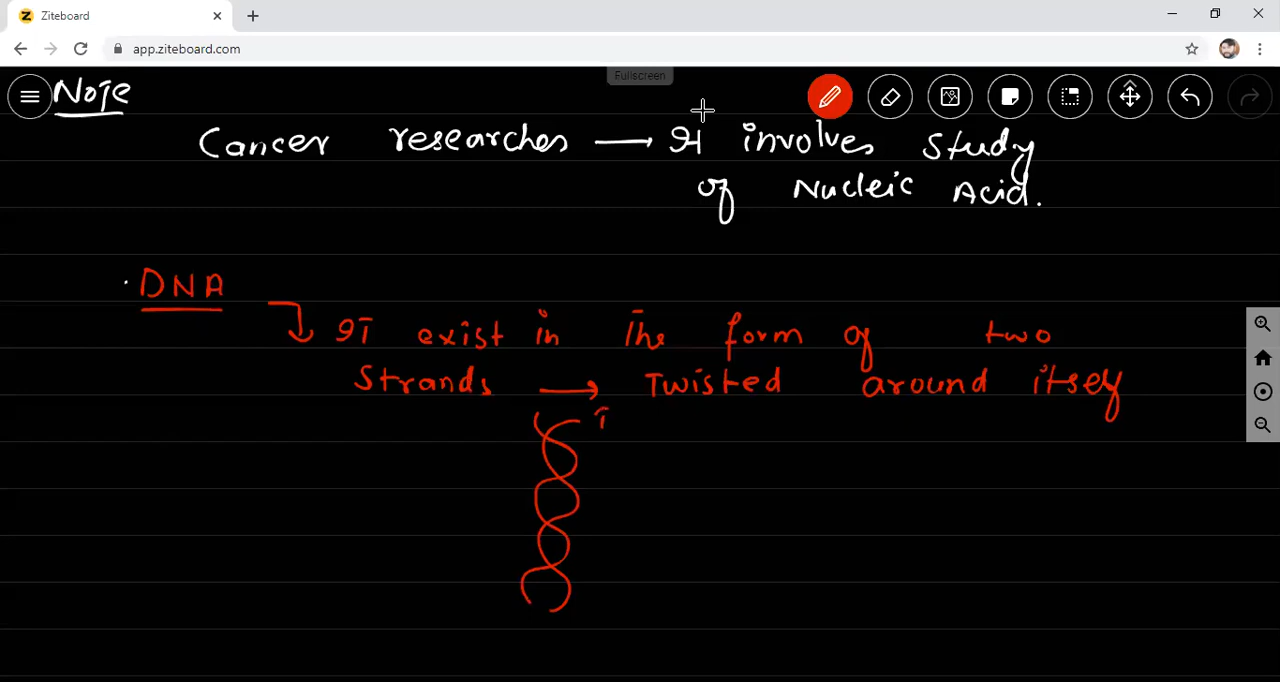 Ziteboard
app.ziteboard.com
Fullscreen
Note
Cancer researches → It involves study
of Nucleic Acid.
DNA
It exist in The form of two
Strands → Twisted around itself